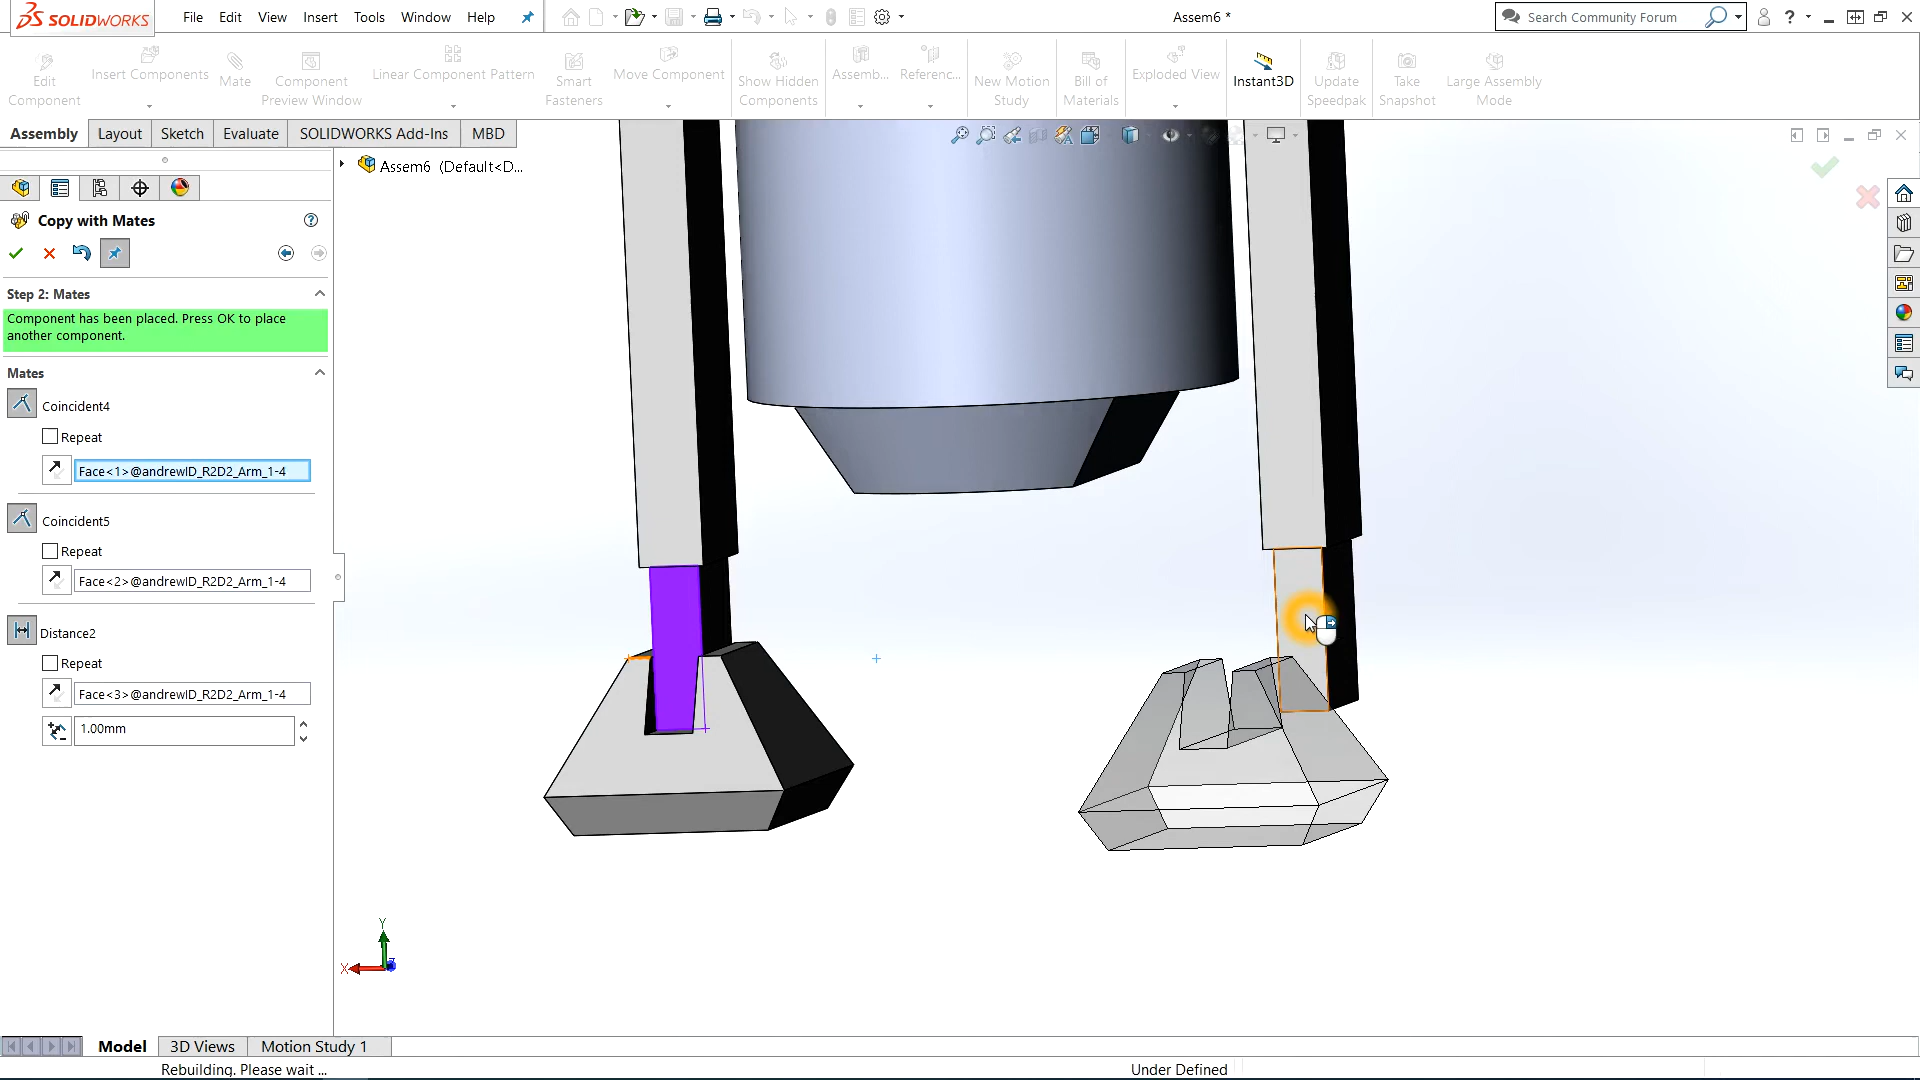 SOLIDWORKS
File Edit View Insert Tools Window Help
Assem6 *
Search Community Forum
?
Edit Component
Insert Components
Mate
Component Preview Window
Linear Component Pattern
Smart Fasteners
Move Component
Show Hidden Components
Assemb...
Referenc...
New Motion Study
Bill of Materials
Exploded View
Instant3D
Update Speedpak
Take Snapshot
Large Assembly Mode
Assembly Layout Sketch Evaluate SOLIDWORKS Add-Ins MBD
Assem6 (Default<D...
Copy with Mates
?
Step 2: Mates
Component has been placed. Press OK to place
another component.
Mates
Coincident4
Repeat
Face<1>@andrewID_R2D2_Arm_1-4
Coincident5
Repeat
Face<2>@andrewID_R2D2_Arm_1-4
Distance2
Repeat
Face<3>@andrewID_R2D2_Arm_1-4
1.00mm
Y
X
Z
Model 3D Views Motion Study 1
Rebuilding. Please wait ...
Under Defined